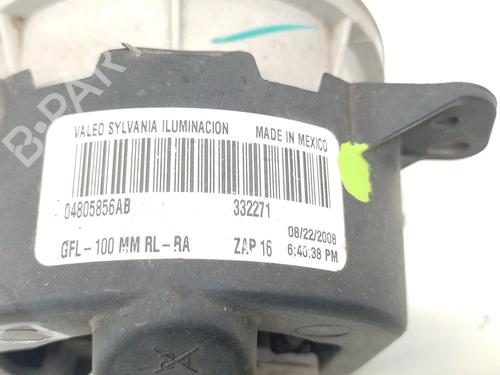 B-PARTS
VALEO SYLVANIA ILUMINACION MADE IN MEXICO
04805856AB 332271
08/22/2008
GFL-100 MM RL-RA ZAP 16 6:40:38 PM